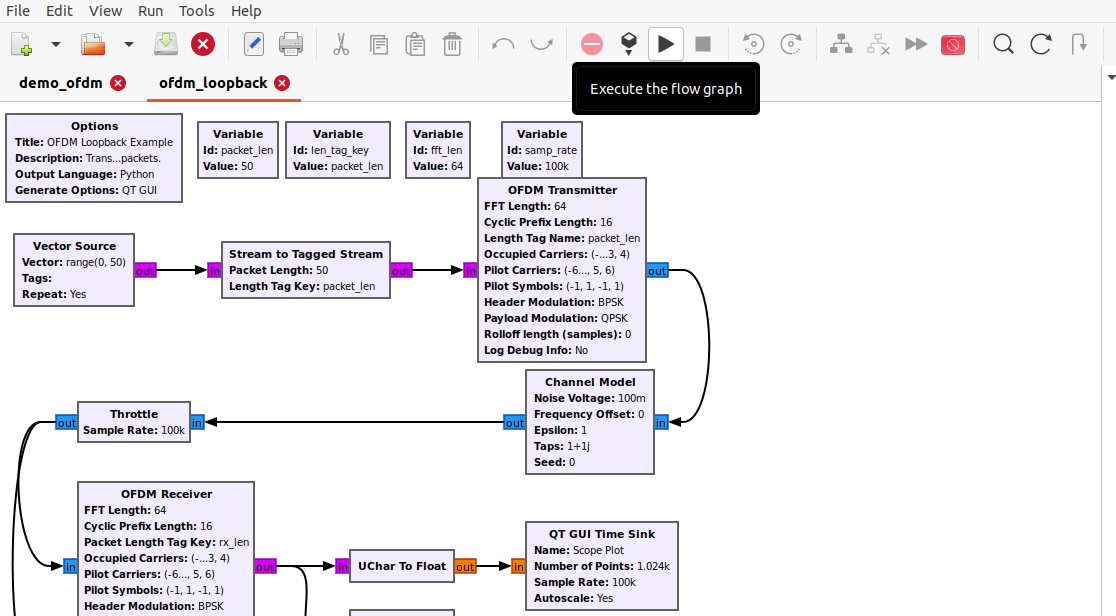 File Edit View Run Tools Help
demo_ofdm ofdm_loopback
Execute the flow graph
Options
Title: OFDM Loopback Example
Description: Trans...packets.
Output Language: Python
Generate Options: QT GUI
Variable
Id: packet_len
Value: 50
Variable
Id: len_tag_key
Value: packet_len
Variable
Id: fft_len
Value: 64
Variable
Id: samp_rate
Value: 100k
Vector Source
Vector: range(0, 50)
Tags:
Repeat: Yes
out
in
Stream to Tagged Stream
Packet Length: 50
Length Tag Key: packet_len
out
in
OFDM Transmitter
FFT Length: 64
Cyclic Prefix Length: 16
Length Tag Name: packet_len
Occupied Carriers: (-...3, 4)
Pilot Carriers: (-6..., 5, 6)
Pilot Symbols: (-1, 1, -1, 1)
Header Modulation: BPSK
Payload Modulation: QPSK
Rolloff length (samples): 0
Log Debug Info: No
out
out
Throttle
Sample Rate: 100k
in
out
Channel Model
Noise Voltage: 100m
Frequency Offset: 0
Epsilon: 1
Taps: 1+1j
Seed: 0
in
in
OFDM Receiver
FFT Length: 64
Cyclic Prefix Length: 16
Packet Length Tag Key: rx_len
Occupied Carriers: (-...3, 4)
Pilot Carriers: (-6..., 5, 6)
Pilot Symbols: (-1, 1, -1, 1)
Header Modulation: BPSK
out
in
UChar To Float
out
in
QT GUI Time Sink
Name: Scope Plot
Number of Points: 1.024k
Sample Rate: 100k
Autoscale: Yes